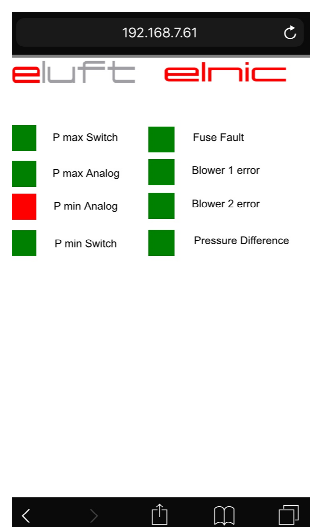 192.168.7.61
eluft elnic
P max Switch
Fuse Fault
P max Analog
Blower 1 error
P min Analog
Blower 2 error
P min Switch
Pressure Difference